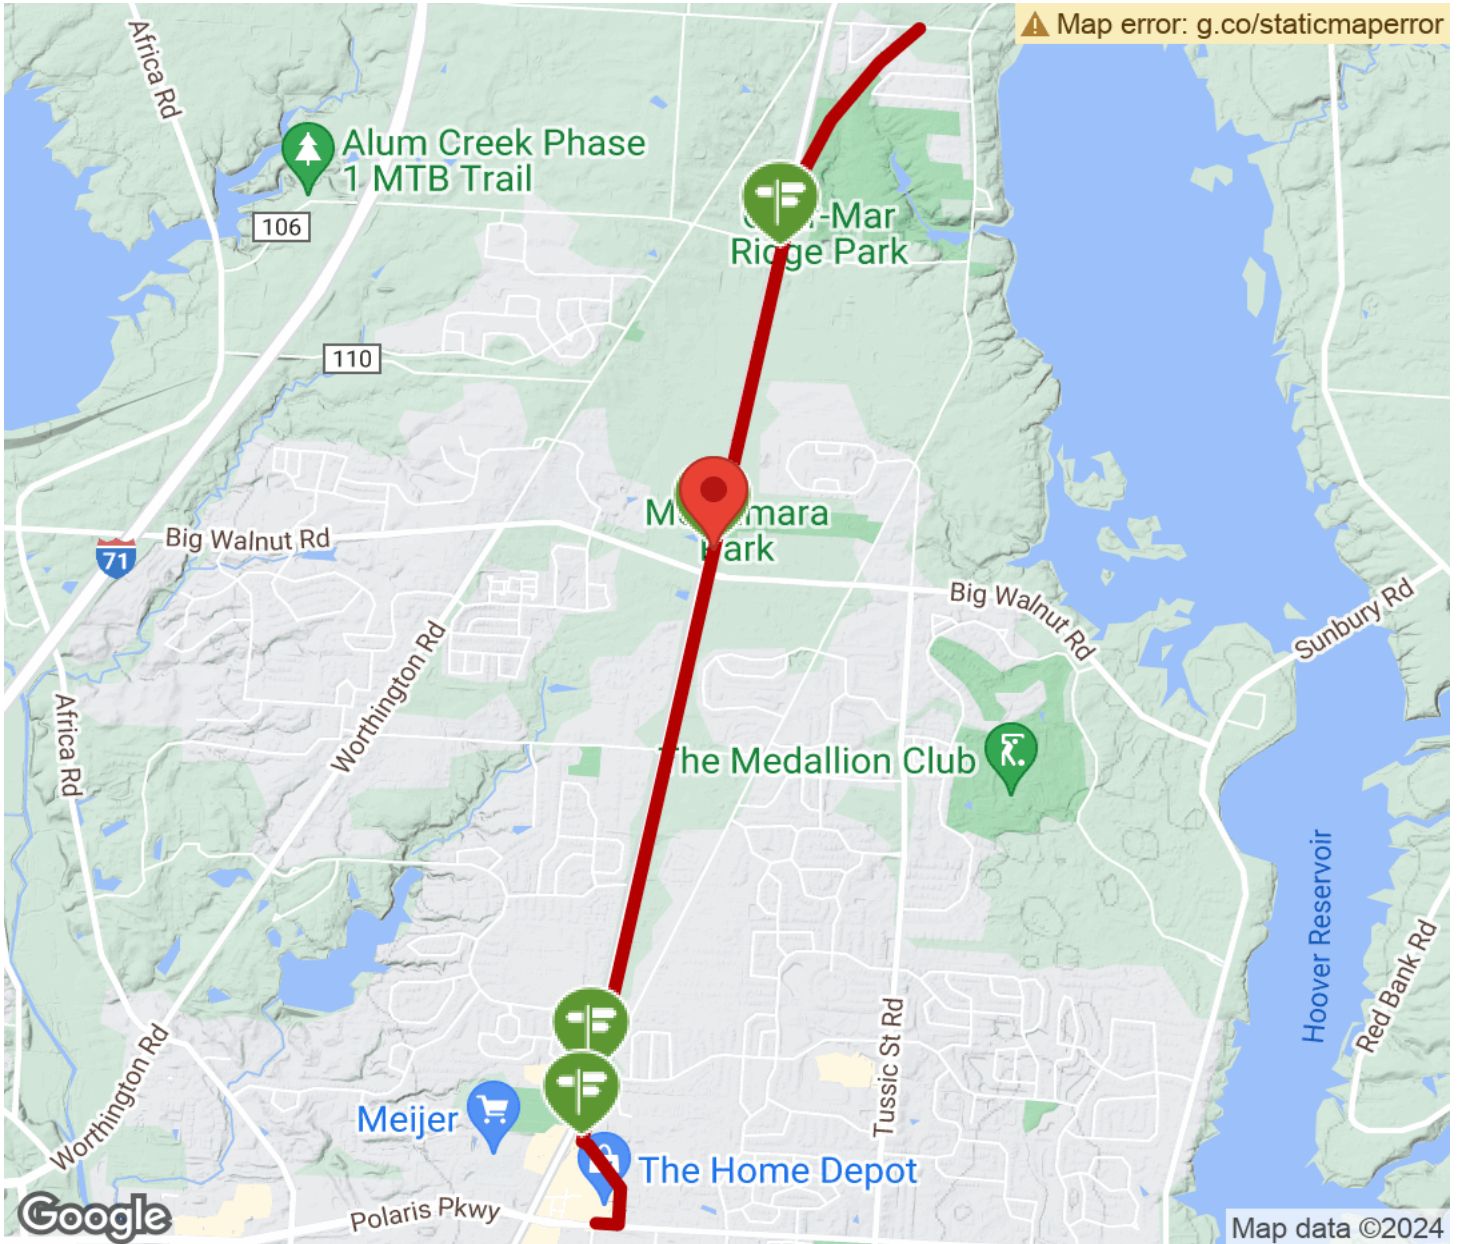 Map error: g.co/staticmaperror
Africa Rd
Alum Creek Phase
1 MTB Trail
106
-Mar
Ridge Park
110
Park
Big Walnut Rd
71
Big Walnut Rd
Sunbury Rd
Worthington Rd
Africa Rd
The Medallion Club
Hoover Reservoir
Red Bank Rd
Tussic St Rd
Worthington Rd
Meijer
The Home Depot
Polaris Pkwy
Google
Map data ©2024